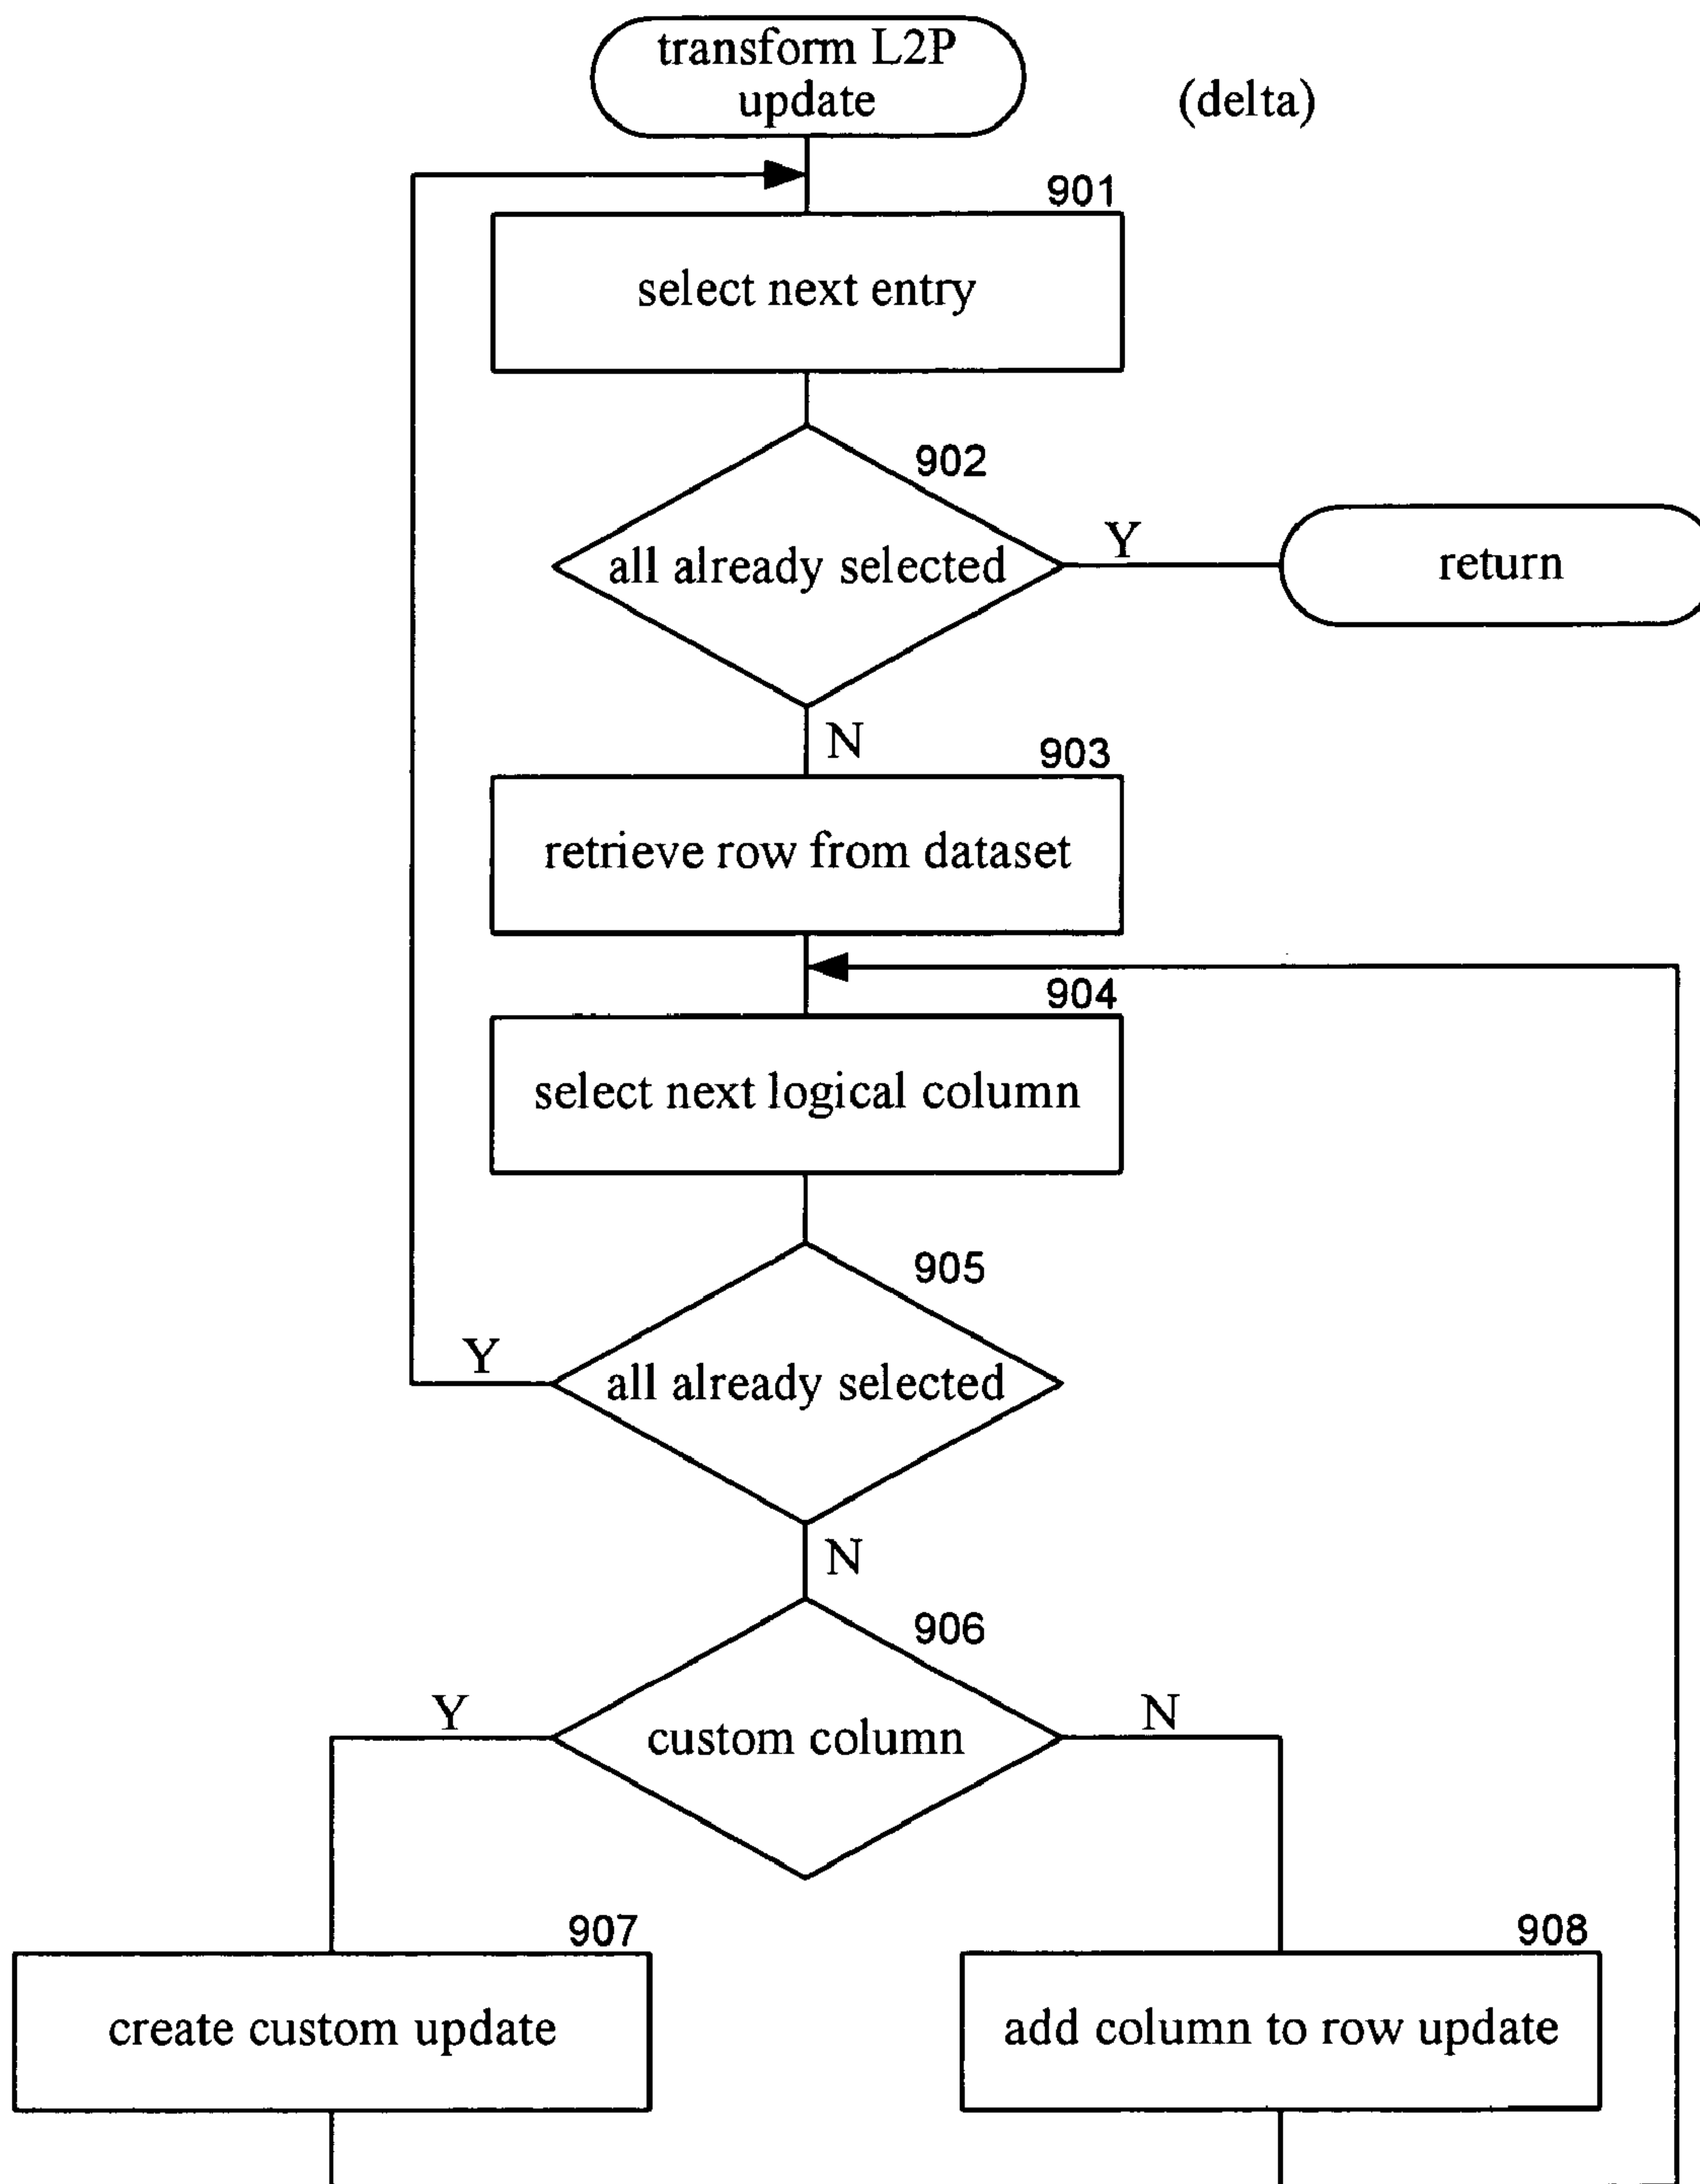 transform L2P
update
(delta)
901
select next entry
902
all already selected
Y
return
N
903
retrieve row from dataset
904
select next logical column
905
Y
all already selected
N
906
Y
custom column
N
907
908
create custom update
add column to row update